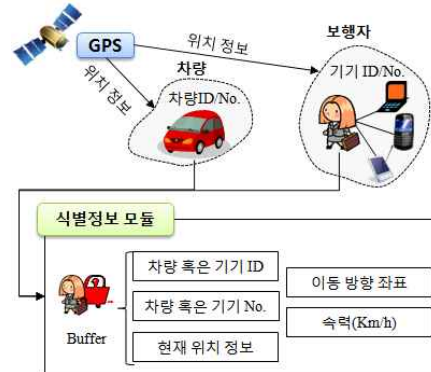 GPS
위치 정보
위치 정보
차량
차량ID/No.
보행자
기기 ID/No.
식별정보 모듈
Buffer
차량 혹은 기기 ID
차량 혹은 기기 No.
현재 위치 정보
이동 방향 좌표
속력(Km/h)